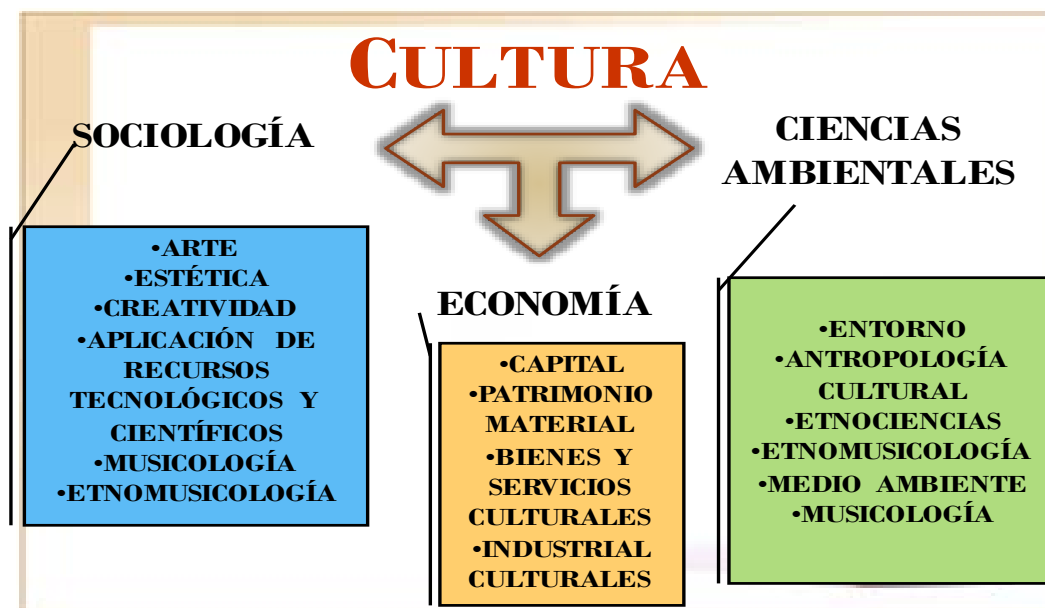 CULTURA
SOCIOLOGÍA
•ARTE
•ESTÉTICA
•CREATIVIDAD
•APLICACIÓN DE
RECURSOS
TECNOLÓGICOS Y
CIENTÍFICOS
•MUSICOLOGÍA
•ETNOMUSICOLOGÍA
ECONOMÍA
•CAPITAL
•PATRIMONIO
MATERIAL
•BIENES Y
SERVICIOS
CULTURALES
•INDUSTRIAL
CULTURALES
CIENCIAS
AMBIENTALES
•ENTORNO
•ANTROPOLOGÍA
CULTURAL
•ETNOCIENCIAS
•ETNOMUSICOLOGÍA
•MEDIO AMBIENTE
•MUSICOLOGÍA